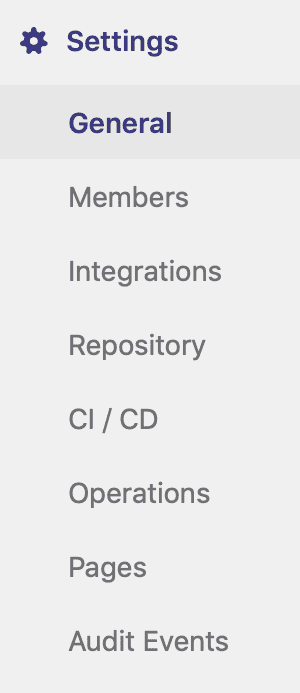 Settings
General
Members
Integrations
Repository
CI / CD
Operations
Pages
Audit Events